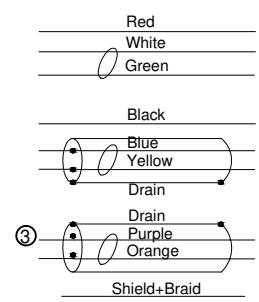 Red
White
Green
Black
Blue
Yellow
Drain
Drain
③ Purple
Orange
Shield+Braid